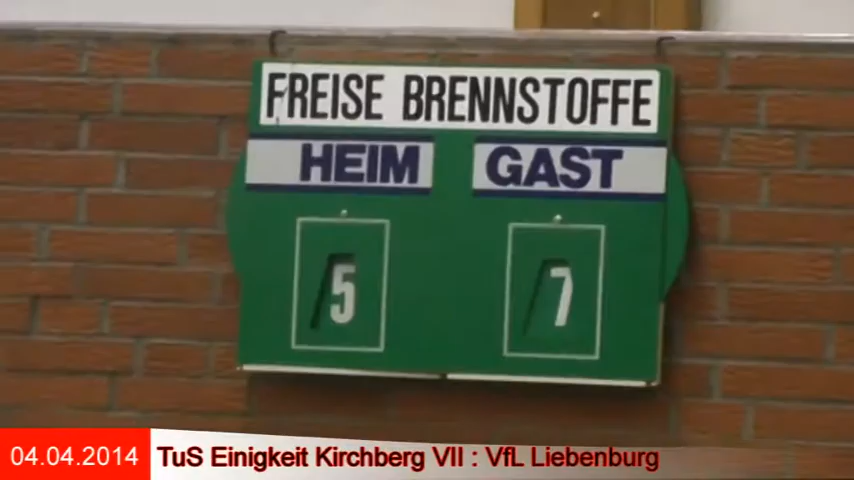 FREISE BRENNSTOFFE
HEIM GAST
5 7
04.04.2014 TuS Einigkeit Kirchberg VII : VfL Liebenburg